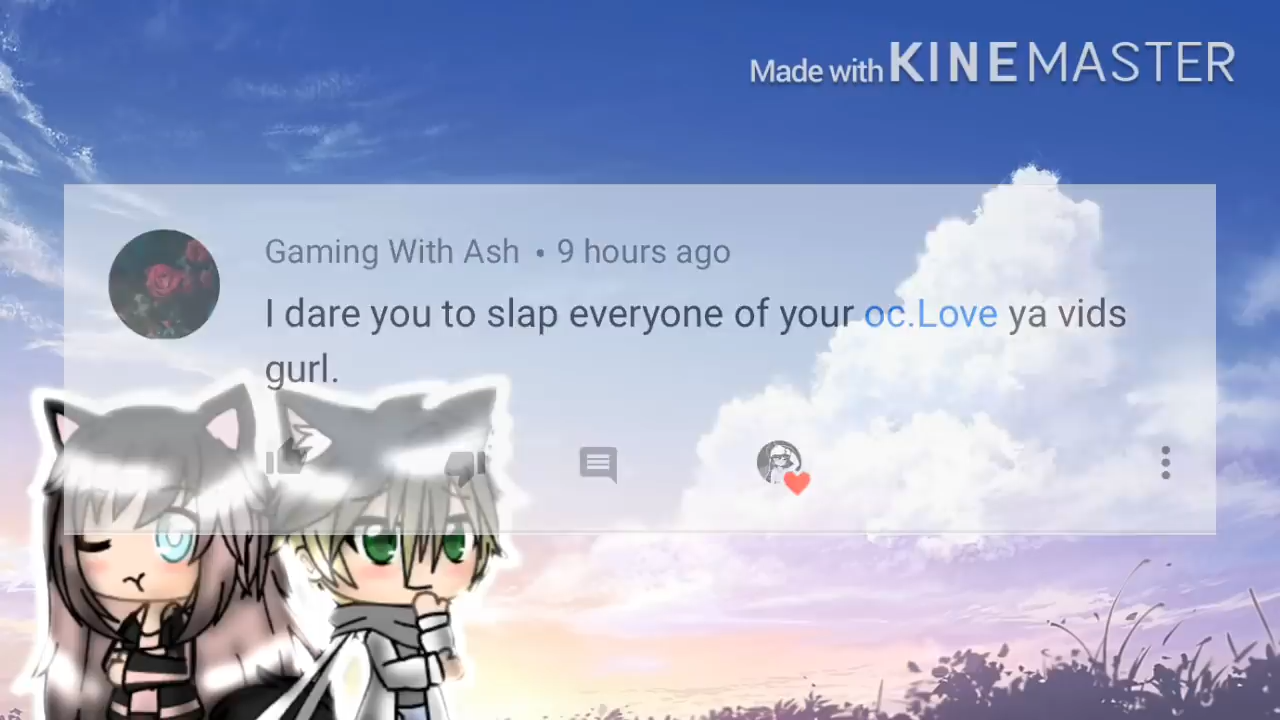 Made with KINEMASTER
Gaming With Ash • 9 hours ago
I dare you to slap everyone of your oc.Love ya vids
gurl.